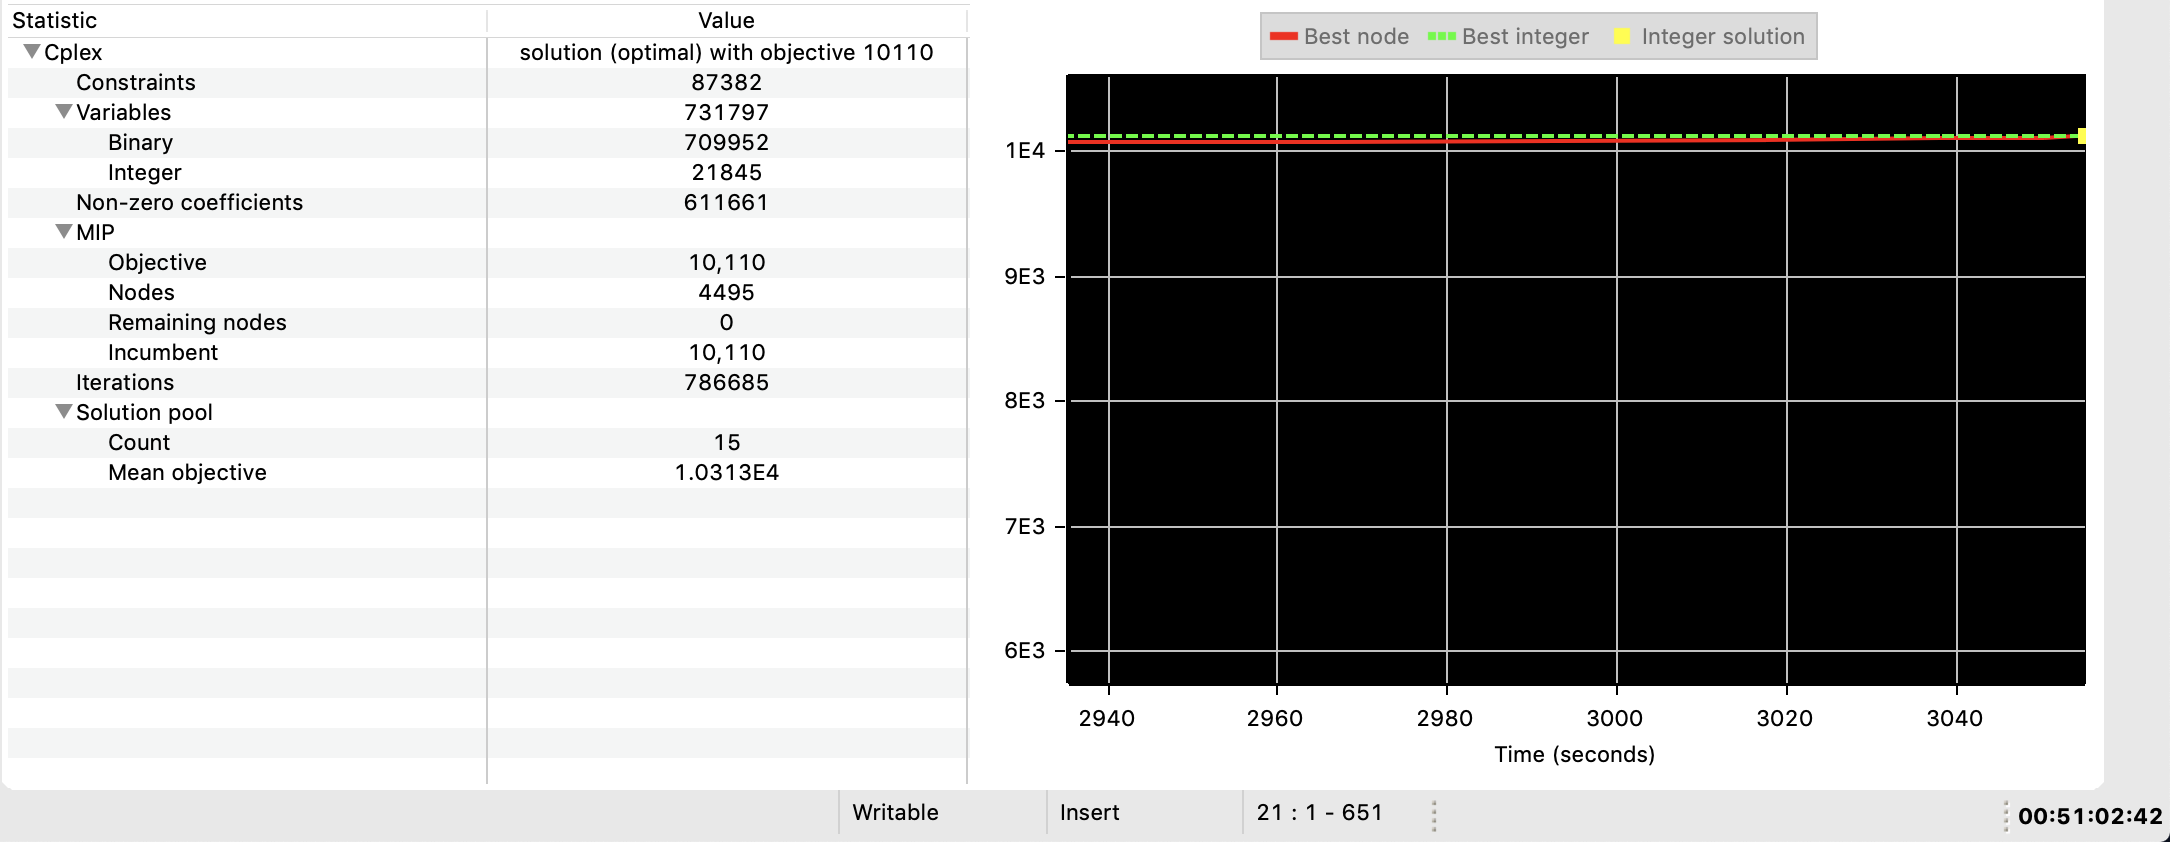 Statistic Value
Cplex solution (optimal) with objective 10110
Constraints 87382
Variables 731797
Binary 709952
Integer 21845
Non-zero coefficients 611661
MIP
Objective 10,110
Nodes 4495
Remaining nodes 0
Incumbent 10,110
Iterations 786685
Solution pool
Count 15
Mean objective 1.0313E4
Best node Best integer Integer solution
1E4
9E3
8E3
7E3
6E3
2940 2960 2980 3000 3020 3040
Time (seconds)
Writable Insert 21 : 1 - 651 00:51:02:42